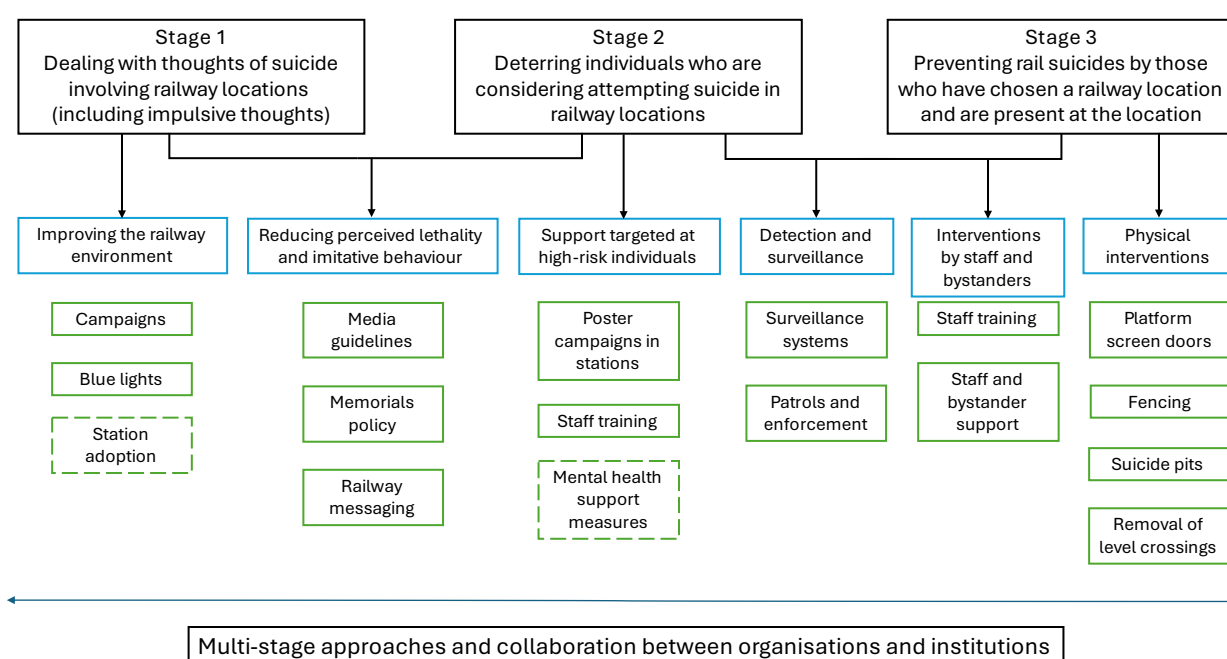 Stage 1
Dealing with thoughts of suicide
involving railway locations
(including impulsive thoughts)
Stage 2
Deterring individuals who are
considering attempting suicide in
railway locations
Stage 3
Preventing rail suicides by those
who have chosen a railway location
and are present at the location
Improving the railway
environment
Reducing perceived lethality
and imitative behaviour
Support targeted at
high-risk individuals
Detection and
surveillance
Interventions
by staff and
bystanders
Physical
interventions
Campaigns
Blue lights
Station
adoption
Media
guidelines
Memorials
policy
Railway
messaging
Poster
campaigns in
stations
Staff training
Mental health
support
measures
Surveillance
systems
Patrols and
enforcement
Staff training
Staff and
bystander
support
Platform
screen doors
Fencing
Suicide pits
Removal of
level crossings
Multi-stage approaches and collaboration between organisations and institutions